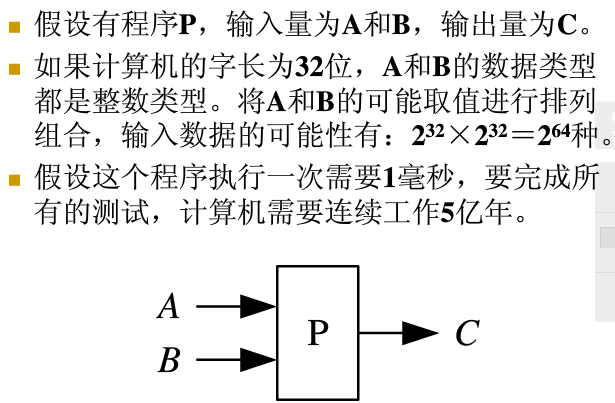 假设有程序P，输入量为A和B，输出量为C。
如果计算机的字长为32位，A和B的数据类型
都是整数类型。将A和B的可能取值进行排列
组合，输入数据的可能性有：2³²×2³²＝2⁶⁴种。
假设这个程序执行一次需要1毫秒，要完成所
有的测试，计算机需要连续工作5亿年。
A
P
C
B